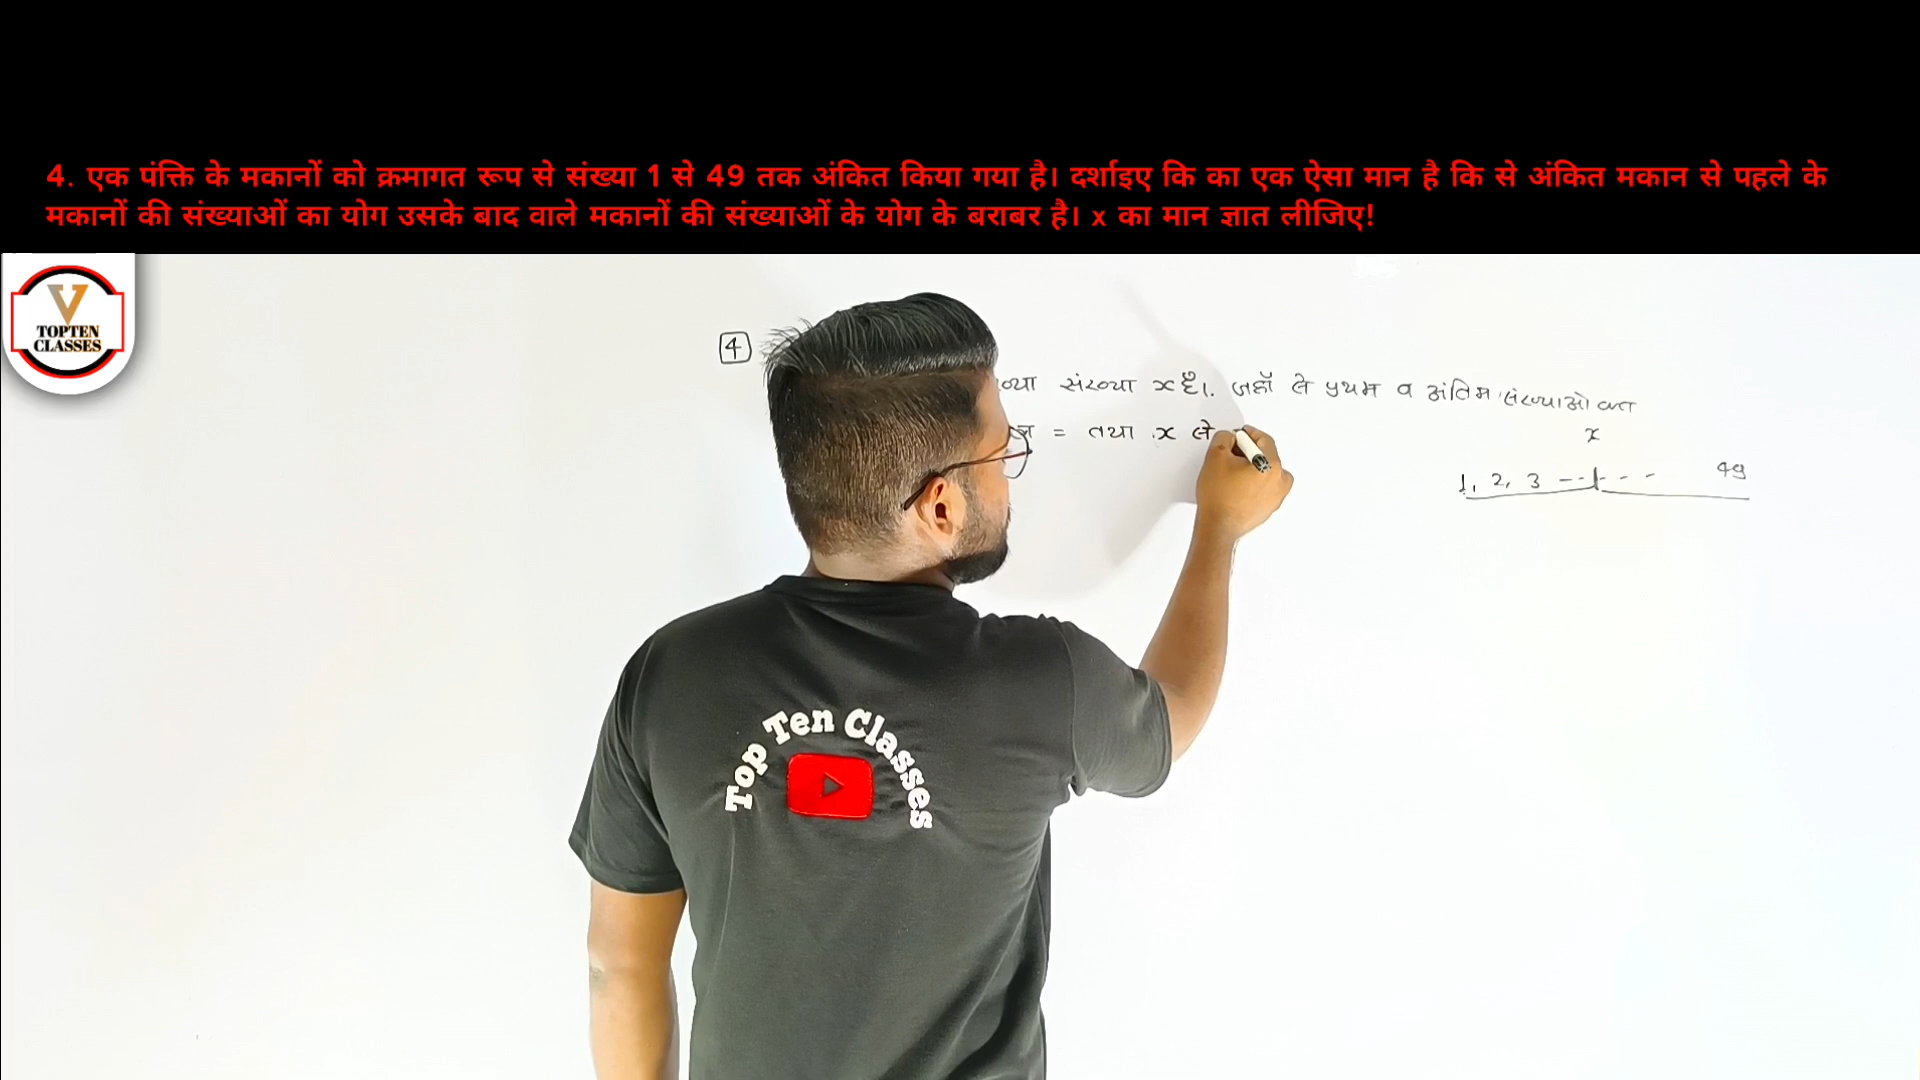 4. एक पंक्ति के मकानों को क्रमागत रूप से संख्या 1 से 49 तक अंकित किया गया है। दर्शाइए कि का एक ऐसा मान है कि से अंकित मकान से पहले के
मकानों की संख्याओं का योग उसके बाद वाले मकानों की संख्याओं के योग के बराबर है। x का मान ज्ञात लीजिए!
V
TOPTEN
CLASSES
4
संख्या x है। जहाँ से प्रथम व अंतिम संख्याओ का
= तथा x से
x
1, 2, 3 --+-- 49
Top Ten Classes